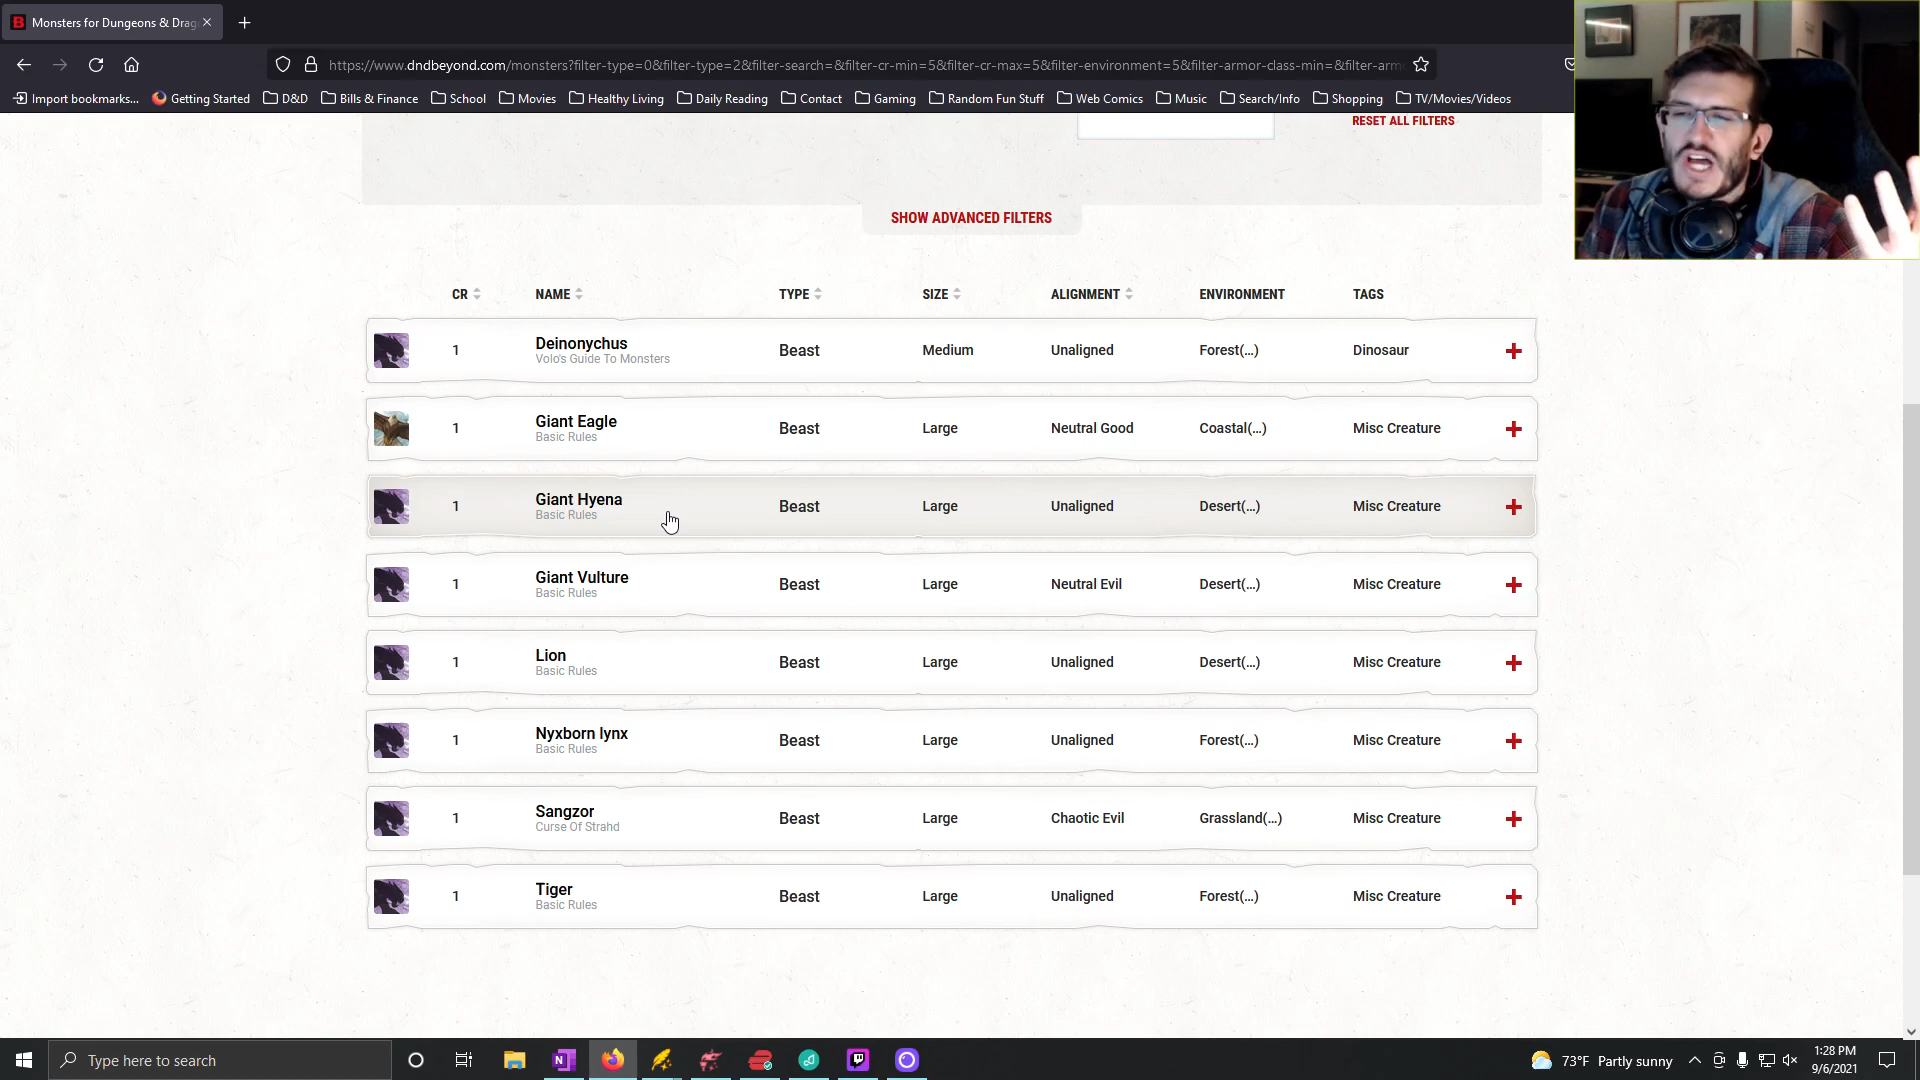 Monsters for Dungeons & Drag
https://www.dndbeyond.com/monsters?filter-type=0&filter-type=2&filter-search=&filter-cr-min=5&filter-cr-max=5&filter-environment=5&filter-armor-class-min=&filter-arm
Import bookmarks... Getting Started D&D Bills & Finance School Movies Healthy Living Daily Reading Contact Gaming Random Fun Stuff Web Comics Music Search/Info Shopping TV/Movies/Videos
RESET ALL FILTERS
SHOW ADVANCED FILTERS
CR NAME TYPE SIZE ALIGNMENT ENVIRONMENT TAGS
1 Deinonychus Beast Medium Unaligned Forest(...) Dinosaur
Volo's Guide To Monsters
1 Giant Eagle Beast Large Neutral Good Coastal(...) Misc Creature
Basic Rules
1 Giant Hyena Beast Large Unaligned Desert(...) Misc Creature
Basic Rules
1 Giant Vulture Beast Large Neutral Evil Desert(...) Misc Creature
Basic Rules
1 Lion Beast Large Unaligned Desert(...) Misc Creature
Basic Rules
1 Nyxborn lynx Beast Large Unaligned Forest(...) Misc Creature
Basic Rules
1 Sangzor Beast Large Chaotic Evil Grassland(...) Misc Creature
Curse Of Strahd
1 Tiger Beast Large Unaligned Forest(...) Misc Creature
Basic Rules
Type here to search
73°F Partly sunny
1:28 PM
9/6/2021